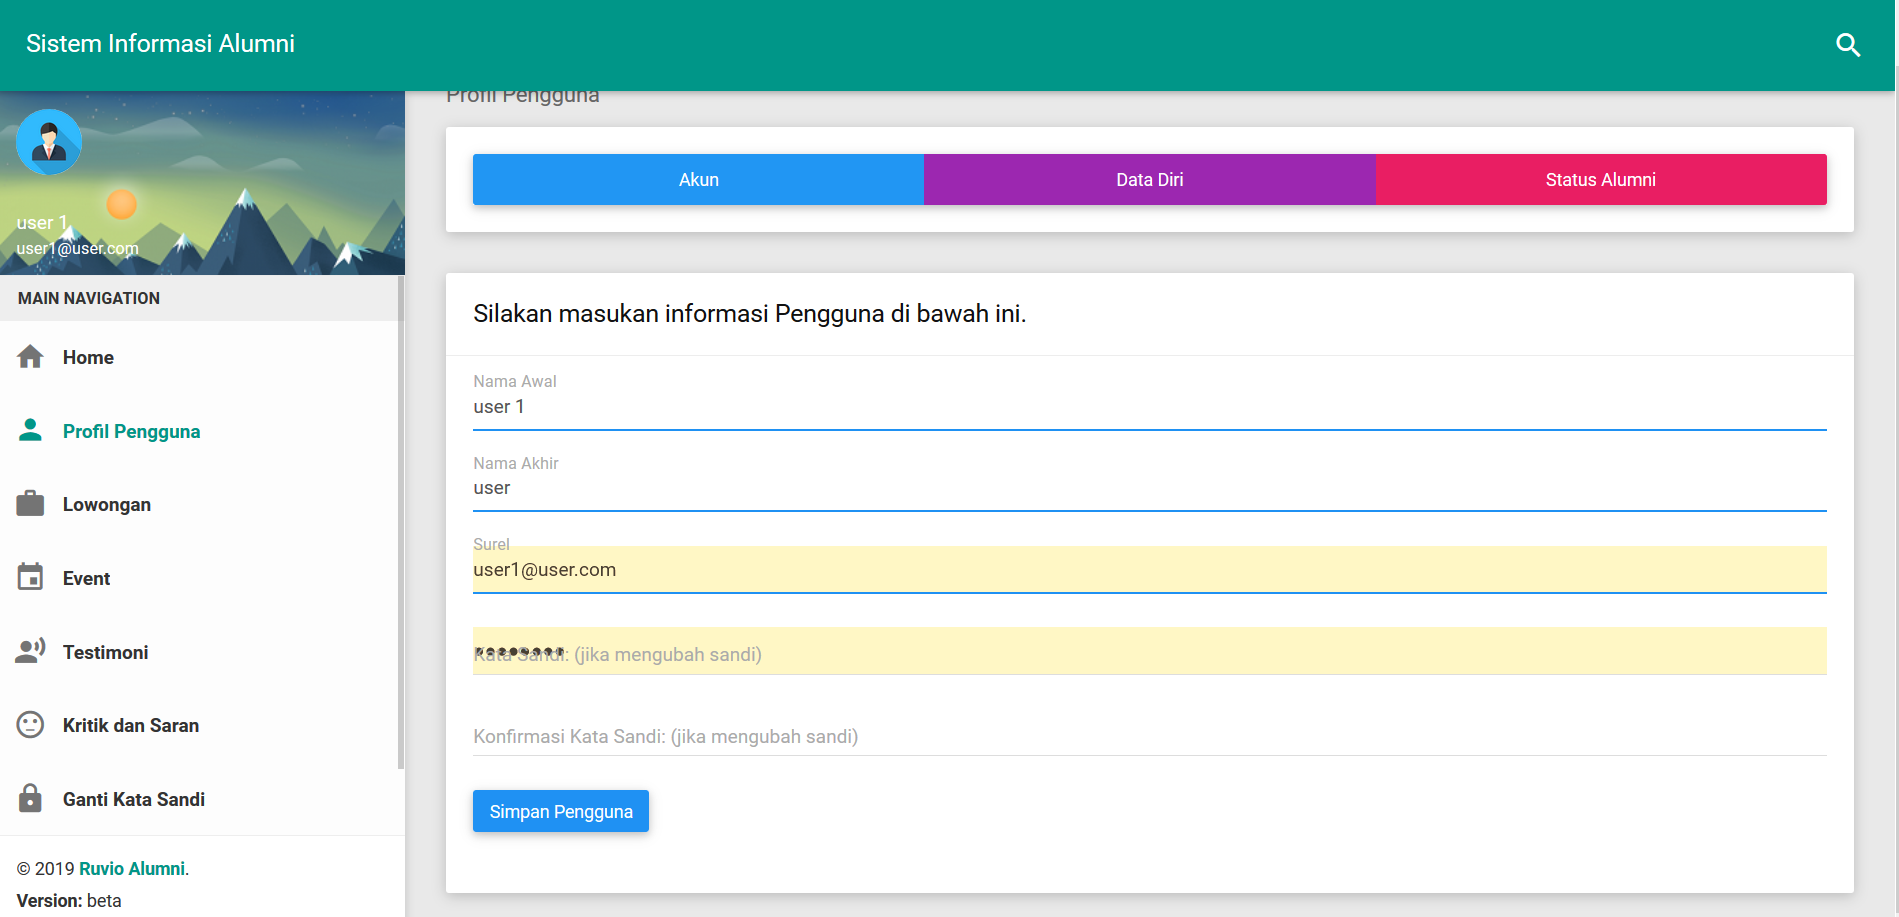 Sistem Informasi Alumni
Profil Pengguna
user 1
user1@user.com
MAIN NAVIGATION
Home
Profil Pengguna
Lowongan
Event
Testimoni
Kritik dan Saran
Ganti Kata Sandi
© 2019 Ruvio Alumni.
Version: beta
Akun
Data Diri
Status Alumni
Silakan masukan informasi Pengguna di bawah ini.
Nama Awal
user 1
Nama Akhir
user
Surel
user1@user.com
Kata Sandi: (jika mengubah sandi)
Konfirmasi Kata Sandi: (jika mengubah sandi)
Simpan Pengguna